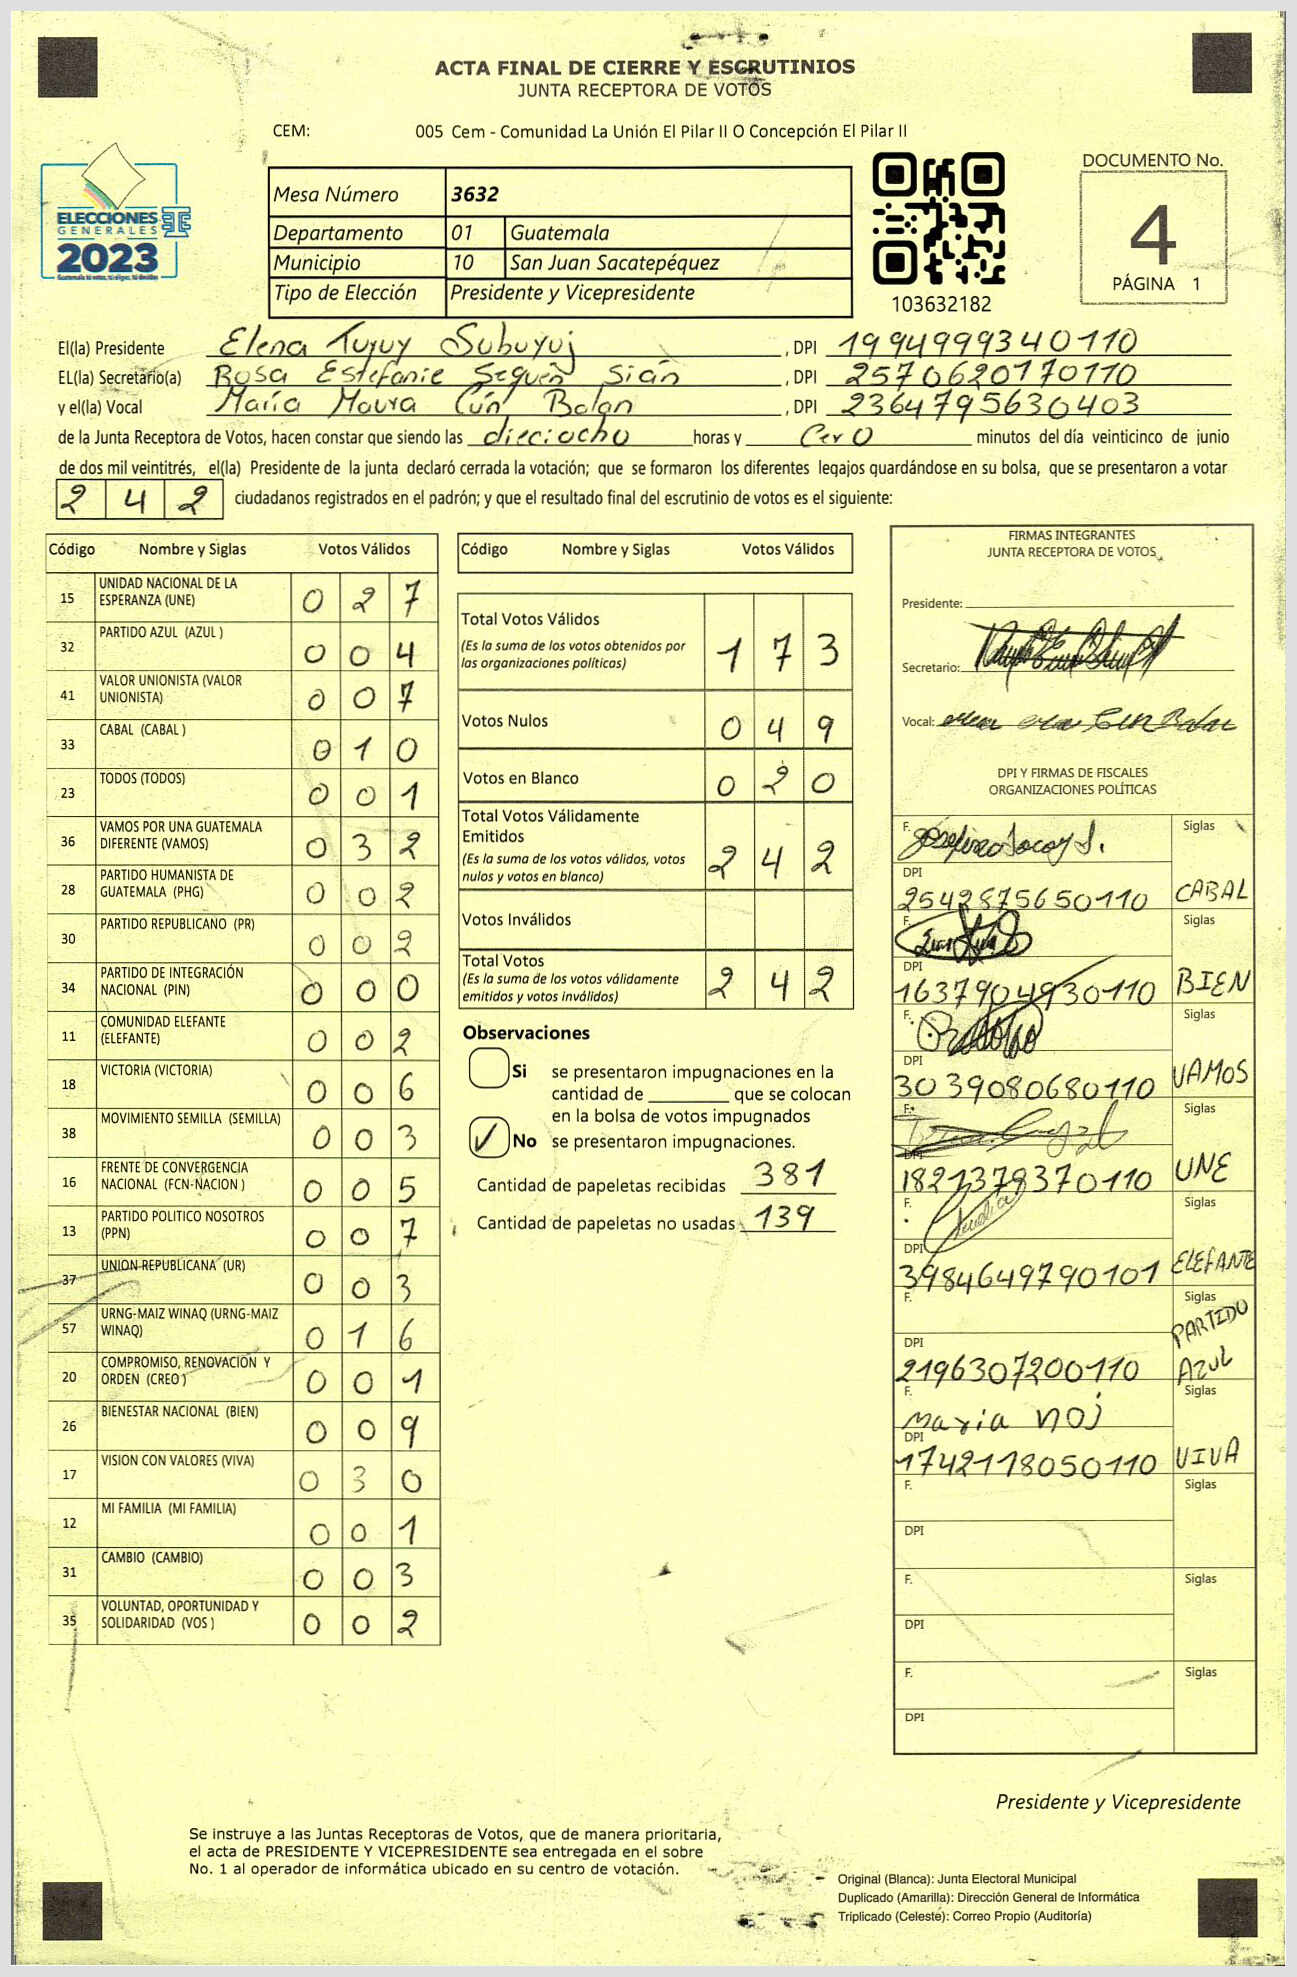 ACTA FINAL DE CIERRE Y ESCRUTINIOS
JUNTA RECEPTORA DE VOTOS
CEM: 005 Cem - Comunidad La Unión El Pilar II O Concepción El Pilar II
ELECCIONES
GENERALES
2023
Mesa Número 3632
Departamento 01 Guatemala
Municipio 10 San Juan Sacatepéquez
Tipo de Elección Presidente y Vicepresidente
103632182
DOCUMENTO No.
4
PÁGINA 1
El(la) Presidente Elena Turuy Subuyuj, DPI 1994999340110
EL(la) Secretario(a) Rosa Estefanie Sequén Sián, DPI 2570620170110
y el(la) Vocal María Maura Cún Balan, DPI 2364795630403
de la Junta Receptora de Votos, hacen constar que siendo las dieciocho horas y cero minutos del día veinticinco de junio
de dos mil veintitrés, el(la) Presidente de la junta declaró cerrada la votación; que se formaron los diferentes legajos guardándose en su bolsa, que se presentaron a votar
242 ciudadanos registrados en el padrón; y que el resultado final del escrutinio de votos es el siguiente:
Código Nombre y Siglas Votos Válidos
15 UNIDAD NACIONAL DE LA ESPERANZA (UNE) 0 2 7
32 PARTIDO AZUL (AZUL ) 0 0 4
41 VALOR UNIONISTA (VALOR UNIONISTA) 0 0 7
33 CABAL (CABAL ) 0 1 0
23 TODOS (TODOS) 0 0 1
36 VAMOS POR UNA GUATEMALA DIFERENTE (VAMOS) 0 3 2
28 PARTIDO HUMANISTA DE GUATEMALA (PHG) 0 0 2
30 PARTIDO REPUBLICANO (PR) 0 0 2
34 PARTIDO DE INTEGRACIÓN NACIONAL (PIN) 0 0 0
11 COMUNIDAD ELEFANTE (ELEFANTE) 0 0 2
18 VICTORIA (VICTORIA) 0 0 6
38 MOVIMIENTO SEMILLA (SEMILLA) 0 0 3
16 FRENTE DE CONVERGENCIA NACIONAL (FCN-NACION ) 0 0 5
13 PARTIDO POLITICO NOSOTROS (PPN) 0 0 7
37 UNION REPUBLICANA (UR) 0 0 3
57 URNG-MAIZ WINAQ (URNG-MAIZ WINAQ) 0 1 6
20 COMPROMISO, RENOVACIÓN Y ORDEN (CREO ) 0 0 1
26 BIENESTAR NACIONAL (BIEN) 0 0 9
17 VISION CON VALORES (VIVA) 0 3 0
12 MI FAMILIA (MI FAMILIA) 0 0 1
31 CAMBIO (CAMBIO) 0 0 3
35 VOLUNTAD, OPORTUNIDAD Y SOLIDARIDAD (VOS ) 0 0 2
Código Nombre y Siglas Votos Válidos
Total Votos Válidos 1 7 3
(Es la suma de los votos obtenidos por
las organizaciones políticas)
Votos Nulos 0 4 9
Votos en Blanco 0 2 0
Total Votos Válidamente
Emitidos 2 4 2
(Es la suma de los votos válidos, votos
nulos y votos en blanco)
Votos Inválidos
Total Votos 2 4 2
(Es la suma de los votos válidamente
emitidos y votos inválidos)
Observaciones
Si se presentaron impugnaciones en la
cantidad de ________ que se colocan
en la bolsa de votos impugnados
No se presentaron impugnaciones.
Cantidad de papeletas recibidas 381
Cantidad de papeletas no usadas 139
FIRMAS INTEGRANTES
JUNTA RECEPTORA DE VOTOS
Presidente:
Secretario:
Vocal: Cun Balan
DPI Y FIRMAS DE FISCALES
ORGANIZACIONES POLÍTICAS
F. Siglas
DPI
2542875650110 CABAL
F. Siglas
DPI
1637904930110 BIEN
F. Siglas
DPI
3039080680110 VAMOS
F. Siglas
DPI
1821379370110 UNE
F. Siglas
DPI
3984649790101 ELEFANTE
F. Siglas
PARTIDO
DPI
2196307200110 AZUL
F. Siglas
maria noj
DPI
1742118050110 VIVA
F. Siglas
DPI
F. Siglas
DPI
F. Siglas
DPI
Presidente y Vicepresidente
Se instruye a las Juntas Receptoras de Votos, que de manera prioritaria,
el acta de PRESIDENTE Y VICEPRESIDENTE sea entregada en el sobre
No. 1 al operador de informática ubicado en su centro de votación.
Original (Blanca): Junta Electoral Municipal
Duplicado (Amarilla): Dirección General de Informática
Triplicado (Celeste): Correo Propio (Auditoría)